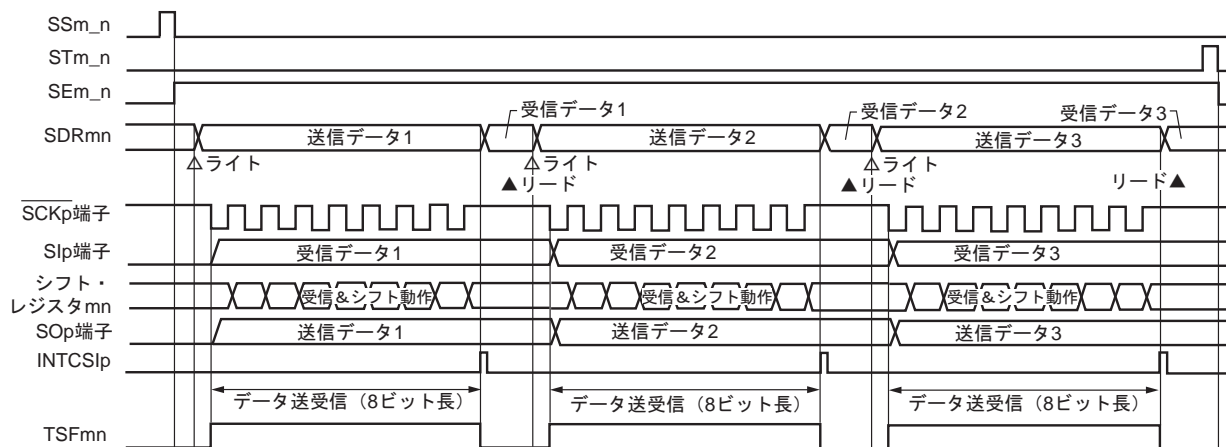 SSm_n
STm_n
SEm_n
受信データ1
受信データ2
受信データ3
SDRmn
送信データ1
送信データ2
送信データ3
△ライト
△ライト
△ライト
▲リード
▲リード
リード▲
SCKp端子
SIp端子
受信データ1
受信データ2
受信データ3
シフト・
レジスタmn
受信&シフト動作
受信&シフト動作
受信&シフト動作
SOp端子
送信データ1
送信データ2
送信データ3
INTCSIp
データ送受信（8ビット長）
データ送受信（8ビット長）
データ送受信（8ビット長）
TSFmn